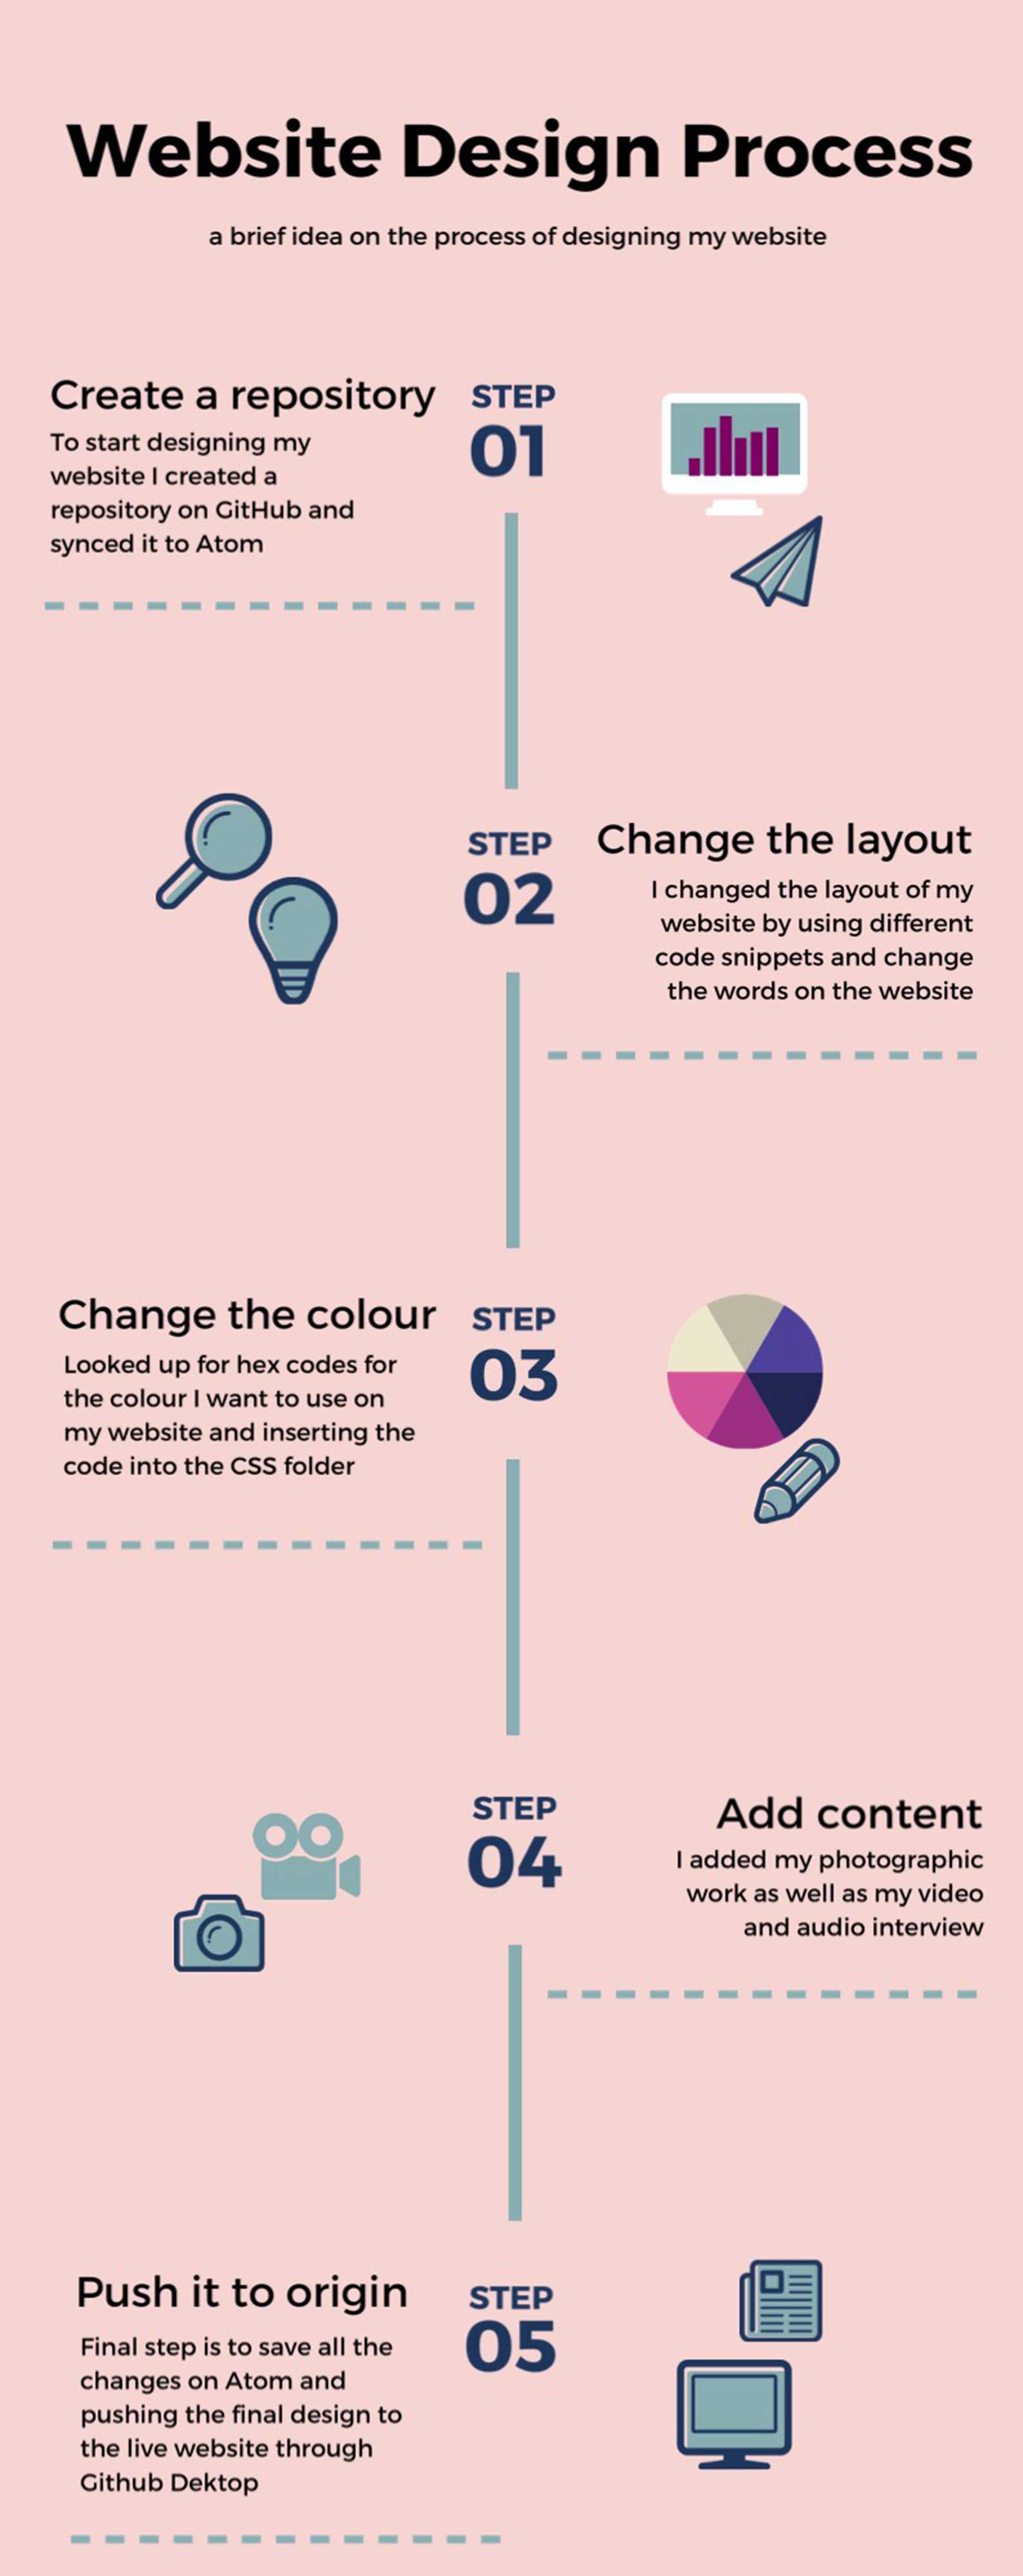 Website Design Process
a brief idea on the process of designing my website
Create a repository
To start designing my
website I created a
repository on GitHub and
synced it to Atom
STEP
01
STEP
02
Change the layout
I changed the layout of my
website by using different
code snippets and change
the words on the website
Change the colour
Looked up for hex codes for
the colour I want to use on
my website and inserting the
code into the CSS folder
STEP
03
STEP
04
Add content
I added my photographic
work as well as my video
and audio interview
Push it to origin
Final step is to save all the
changes on Atom and
pushing the final design to
the live website through
Github Dektop
STEP
05